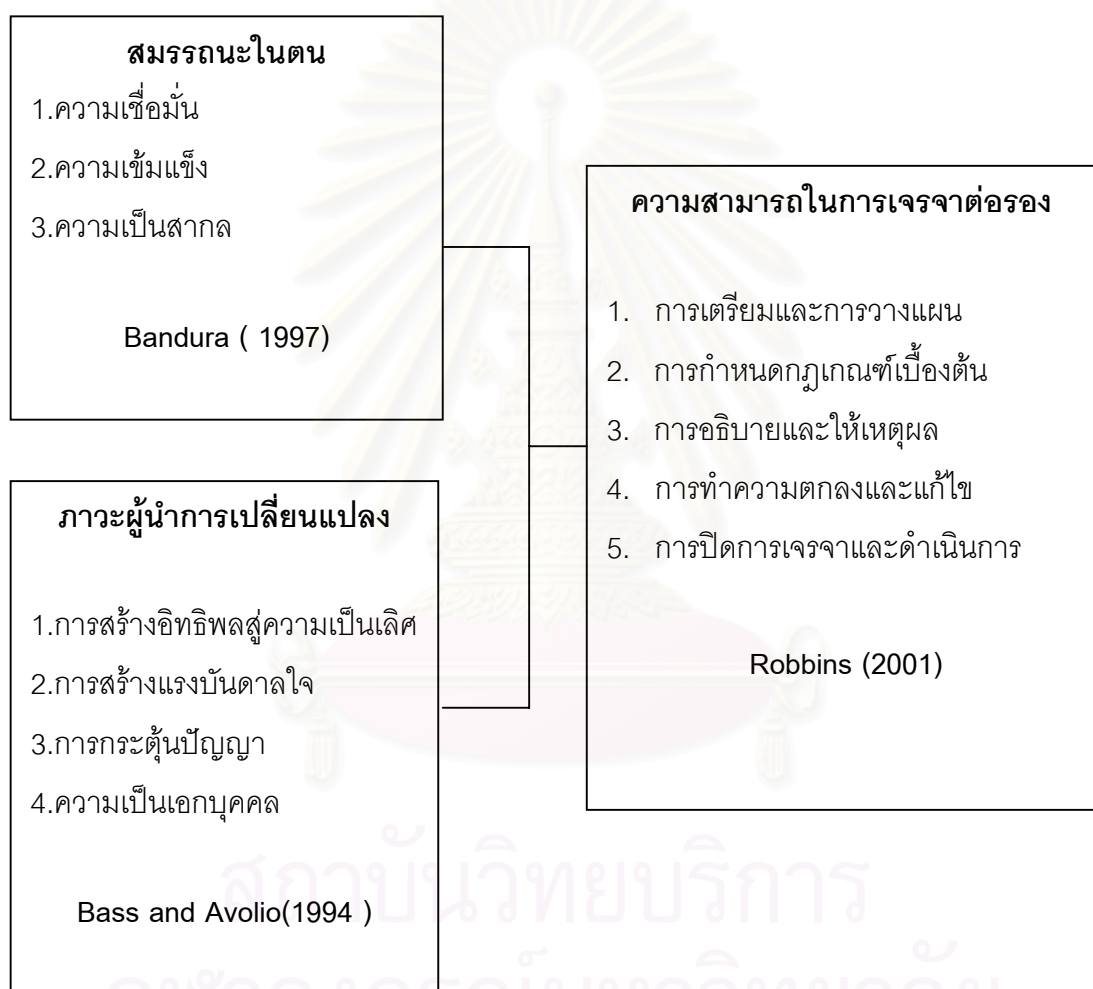 สมรรถนะในตน
1.ความเชื่อมั่น
2.ความเข้มแข็ง
3.ความเป็นสากล
Bandura ( 1997)
ภาวะผู้นำการเปลี่ยนแปลง
1.การสร้างอิทธิพลสู่ความเป็นเลิศ
2.การสร้างแรงบันดาลใจ
3.การกระตุ้นปัญญา
4.ความเป็นเอกบุคคล
Bass and Avolio(1994 )
ความสามารถในการเจรจาต่อรอง
1. การเตรียมและการวางแผน
2. การกำหนดกฎเกณฑ์เบื้องต้น
3. การอธิบายและให้เหตุผล
4. การทำความตกลงและแก้ไข
5. การปิดการเจรจาและดำเนินการ
Robbins (2001)
สถาบันวิทยบริการ